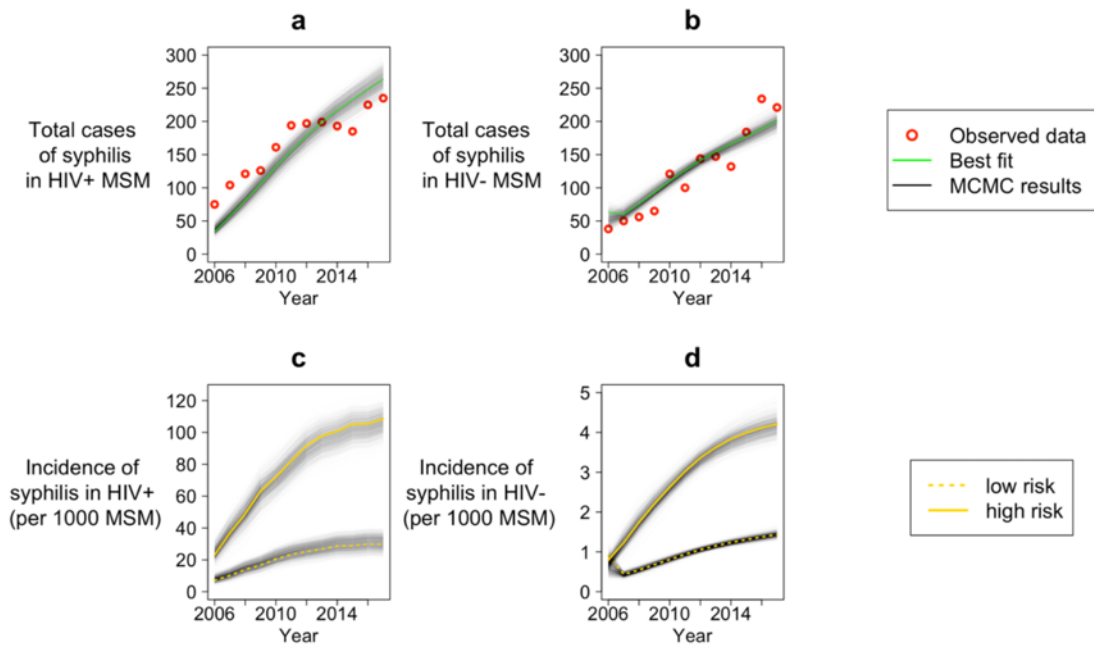 a
300
250
200
150
100
50
0
Total cases
of syphilis
in HIV+ MSM
2006 2010 2014
Year
b
300
250
200
150
100
50
0
Total cases
of syphilis
in HIV- MSM
2006 2010 2014
Year
Observed data
Best fit
MCMC results
c
120
100
80
60
40
20
0
Incidence of
syphilis in HIV+
(per 1000 MSM)
2006 2010 2014
Year
d
5
4
3
2
1
0
Incidence of
syphilis in HIV-
(per 1000 MSM)
2006 2010 2014
Year
low risk
high risk